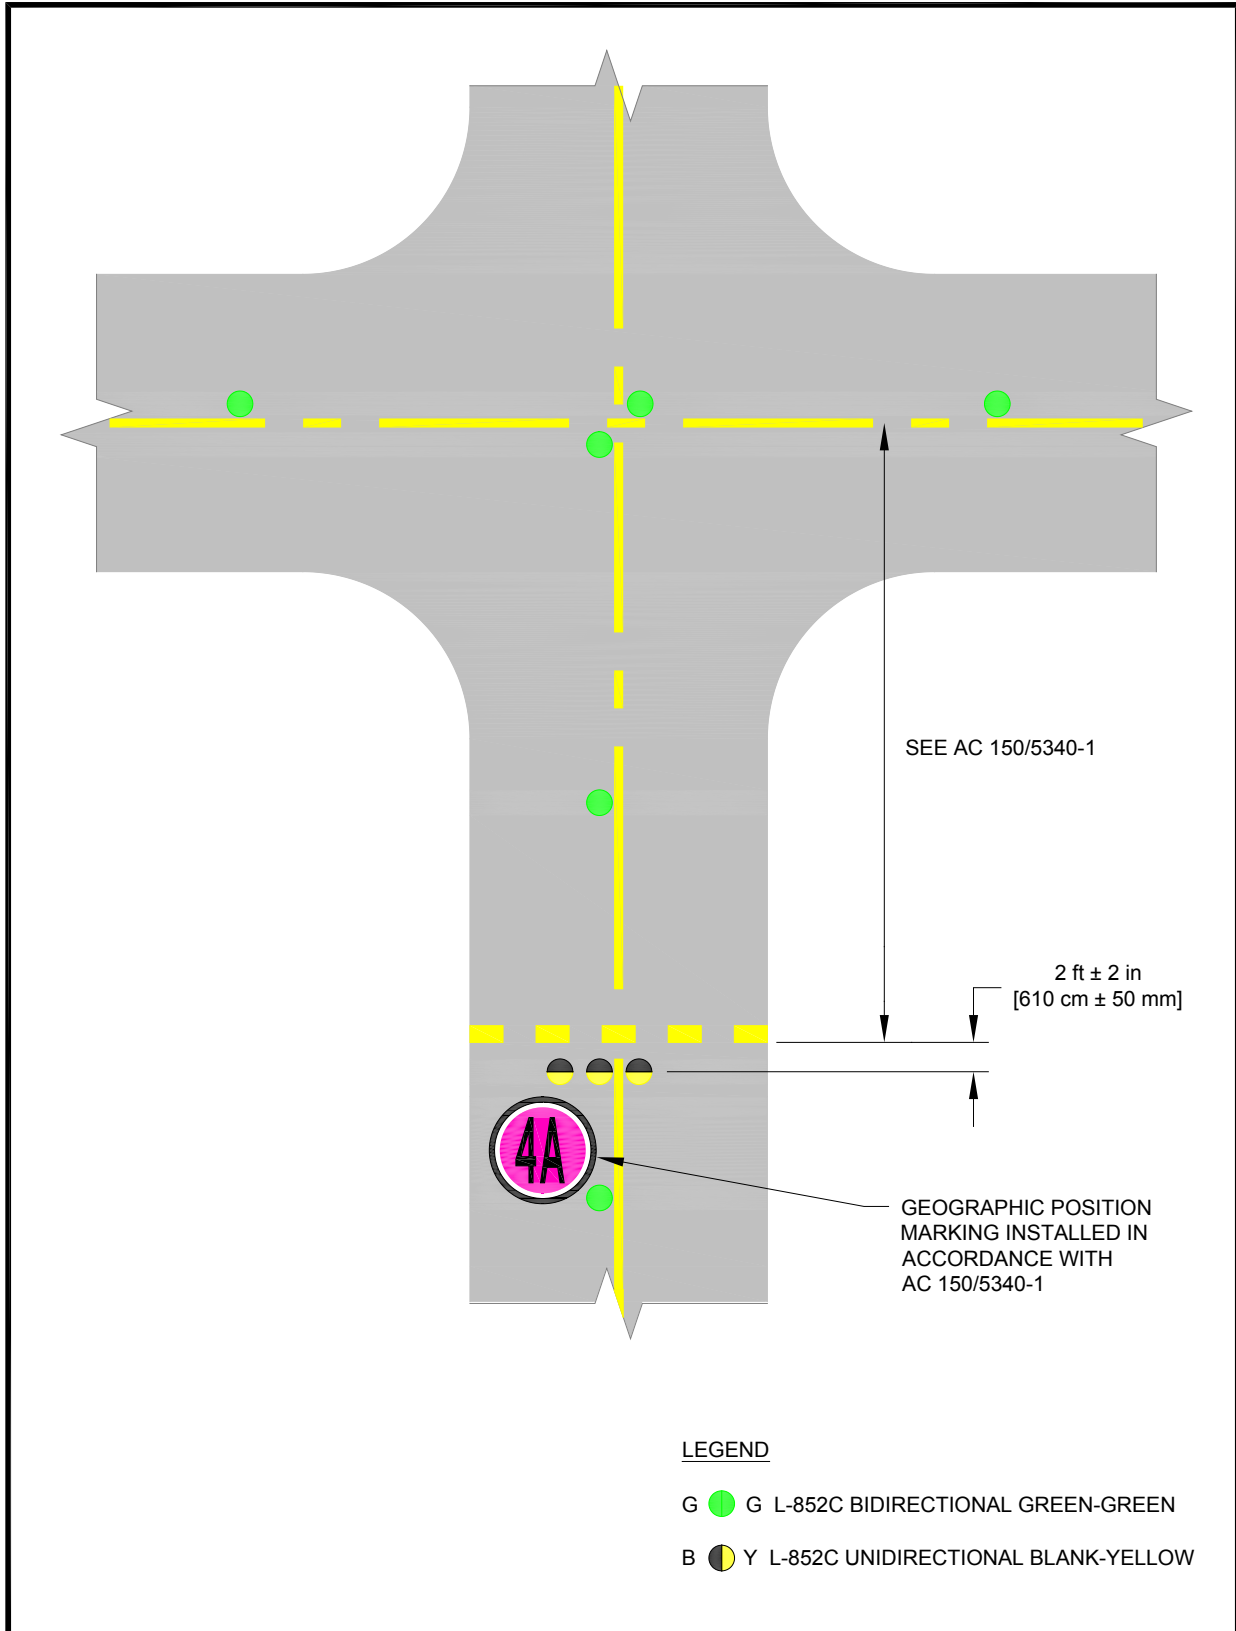 SEE AC 150/5340-1
2 ft ± 2 in
[610 cm ± 50 mm]
4A
GEOGRAPHIC POSITION
MARKING INSTALLED IN
ACCORDANCE WITH
AC 150/5340-1
LEGEND
G G L-852C BIDIRECTIONAL GREEN-GREEN
B Y L-852C UNIDIRECTIONAL BLANK-YELLOW